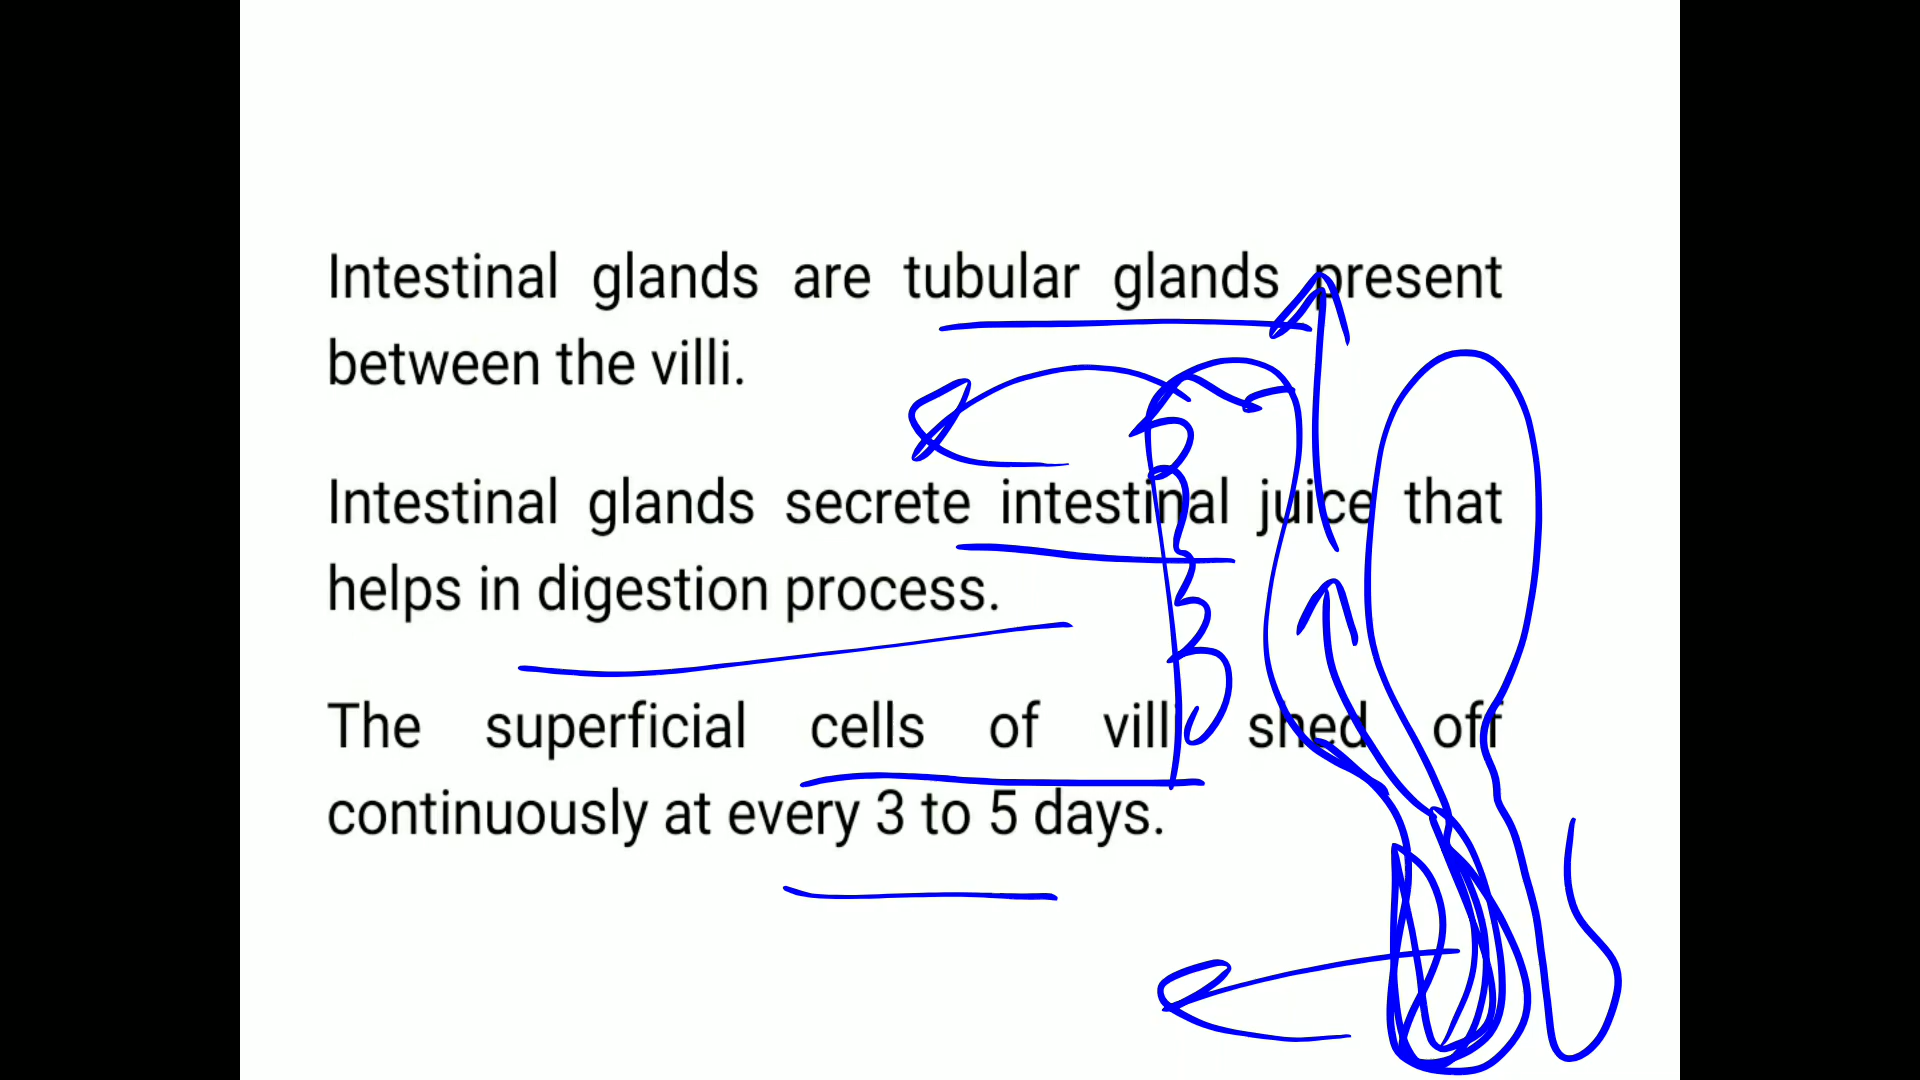 Intestinal glands are tubular glands present
between the villi.
Intestinal glands secrete intestinal juice that
helps in digestion process.
The superficial cells of villi shed off
continuously at every 3 to 5 days.